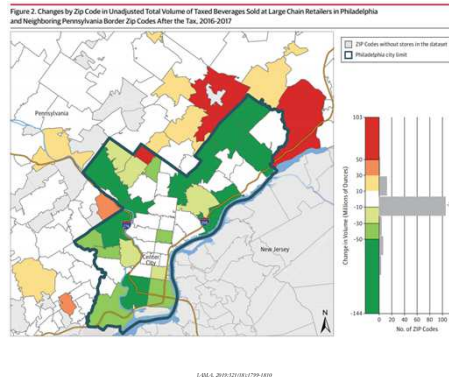 Figure 2. Changes by Zip Code in Unadjusted Total Volume of Taxed Beverages Sold at Large Chain Retailers in Philadelphia
and Neighboring Pennsylvania Border Zip Codes After the Tax, 2016-2017
ZIP Codes without stores in the dataset
Philadelphia city limit
Pennsylvania
Center
City
New Jersey
N
Change in Volume (Millions of Ounces)
103
50
30
10
-10
-30
-50
-144
0 20 40 60 80 100
No. of ZIP Codes
JAMA. 2019;321(18):1799-1810